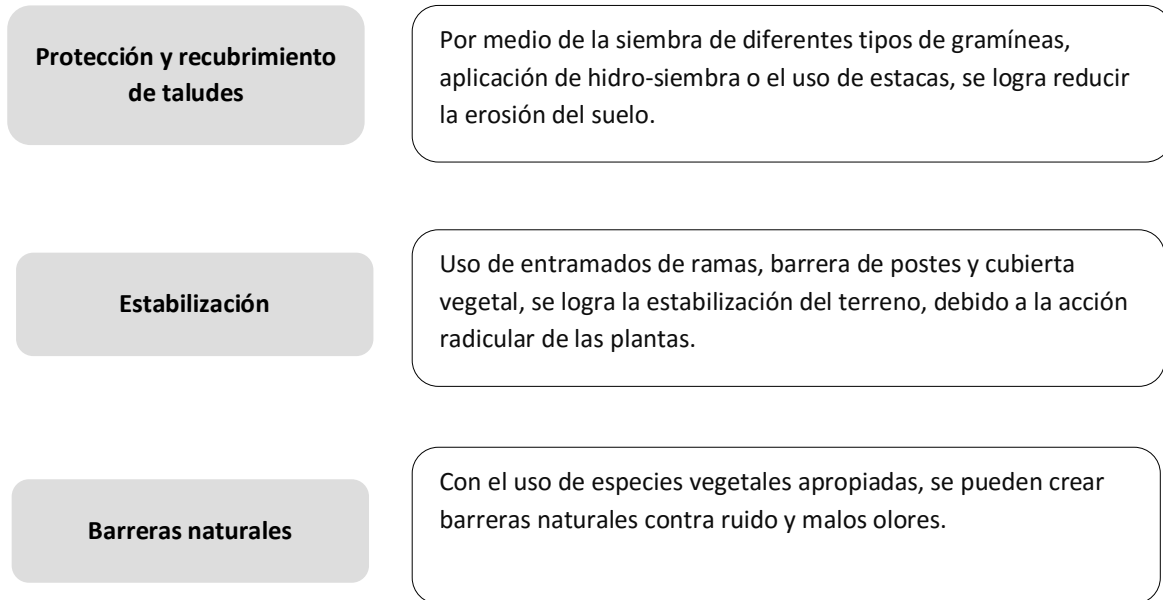 Protección y recubrimiento
de taludes
Por medio de la siembra de diferentes tipos de gramíneas,
aplicación de hidro-siembra o el uso de estacas, se logra reducir
la erosión del suelo.
Estabilización
Uso de entramados de ramas, barrera de postes y cubierta
vegetal, se logra la estabilización del terreno, debido a la acción
radicular de las plantas.
Barreras naturales
Con el uso de especies vegetales apropiadas, se pueden crear
barreras naturales contra ruido y malos olores.